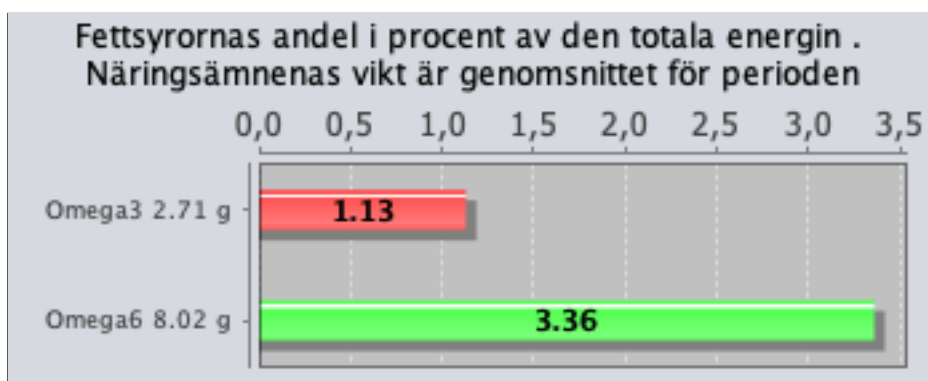 Fettsyrornas andel i procent av den totala energin .
Näringsämnenas vikt är genomsnittet för perioden
0,0 0,5 1,0 1,5 2,0 2,5 3,0 3,5
Omega3 2.71 g 1.13
Omega6 8.02 g 3.36